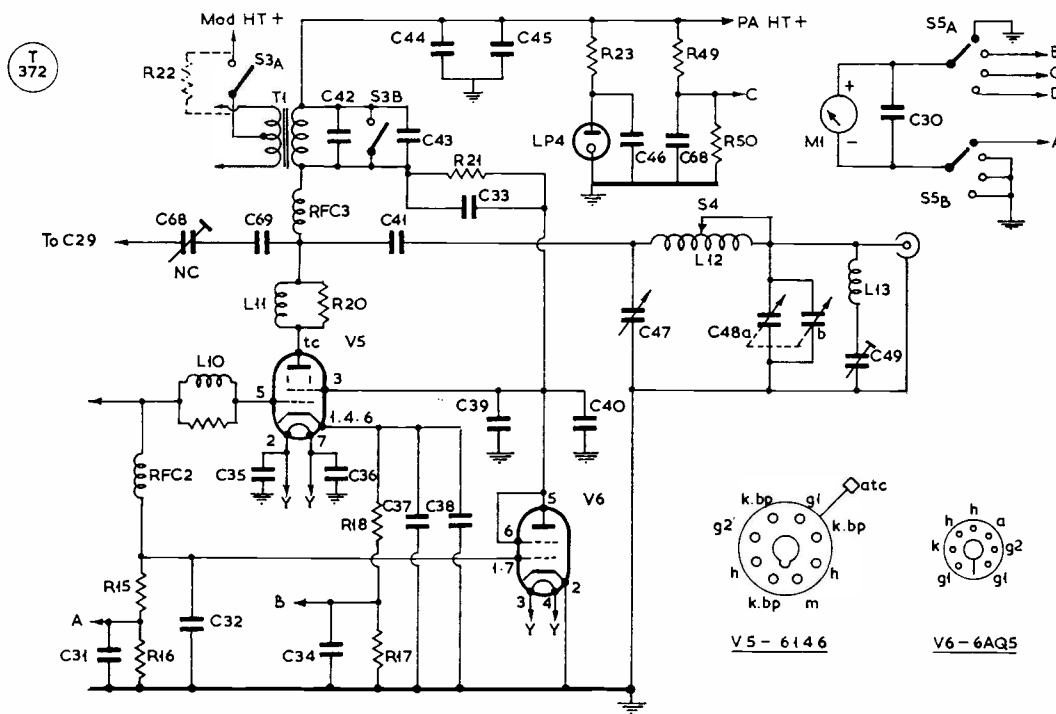 Mod HT+
PA HT+
T
372
R22
S3A
T1
C42
S3B
C43
C44
C45
R23
R49
C
LP4
C46
C68
R50
S5A
B
C
D
M1
+
-
C30
A
S5B
R21
C33
RFC3
To C29
C68
NC
C69
C41
S4
L12
L13
L11
R20
C47
C48a
b
C49
tc
V5
L10
5
3
1.4.6
2
7
C39
C40
C35
C36
Y
Y
RFC2
R18
C37
C38
V6
5
6
1.7
3
4
2
Y
Y
R15
A
C31
R16
C32
B
C34
R17
atc
k.bp
g1
g2
k.bp
h
h
k.bp
m
V5-6146
h
h
a
k
g2
g1
g1
V6-6AQ5